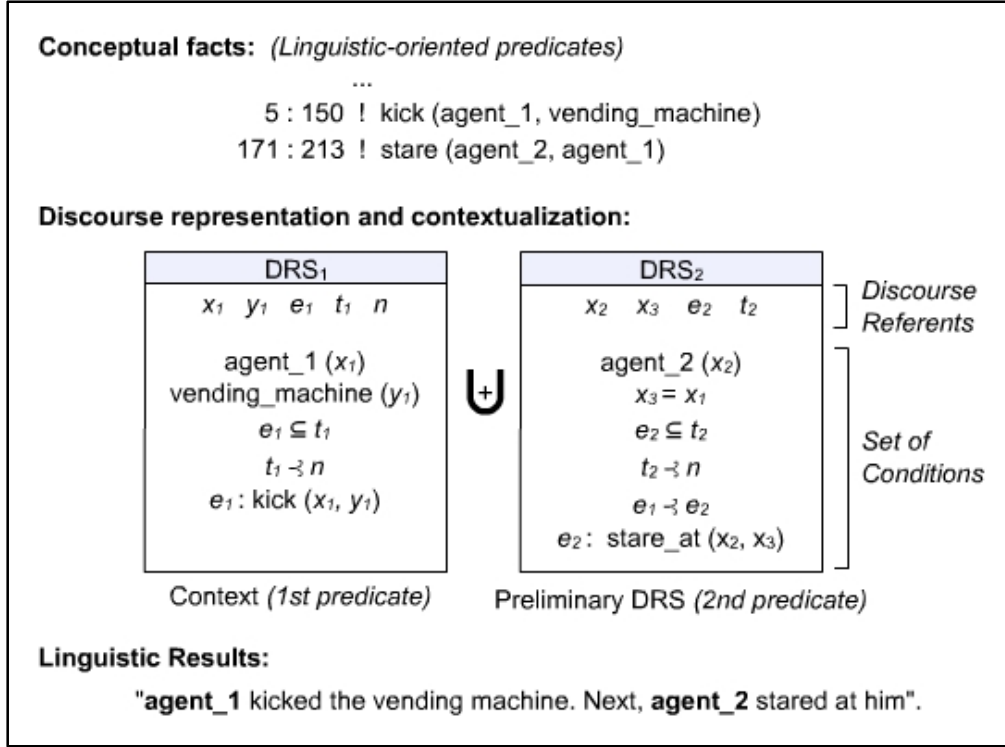 Conceptual facts: (Linguistic-oriented predicates)
...
5 : 150 ! kick (agent_1, vending_machine)
171 : 213 ! stare (agent_2, agent_1)
Discourse representation and contextualization:
DRS₁
x₁ y₁ e₁ t₁ n
agent_1 (x₁)
vending_machine (y₁)
e₁ ⊆ t₁
t₁ ⊰ n
e₁ : kick (x₁, y₁)
Context (1st predicate)
⊎
DRS₂
x₂ x₃ e₂ t₂
agent_2 (x₂)
x₃ = x₁
e₂ ⊆ t₂
t₂ ⊰ n
e₁ ⊰ e₂
e₂ : stare_at (x₂, x₃)
Preliminary DRS (2nd predicate)
Discourse
Referents
Set of
Conditions
Linguistic Results:
"agent_1 kicked the vending machine. Next, agent_2 stared at him".